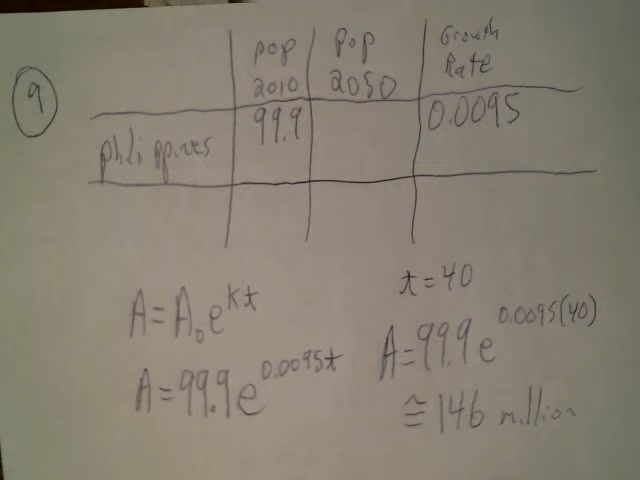 9
pop 2010
Pop 2050
Growth Rate
Philippines
99.9
0.0095
A = A₀e^kt
A = 99.9e^0.0095t
t = 40
A = 99.9e^0.0095(40)
≅ 146 million